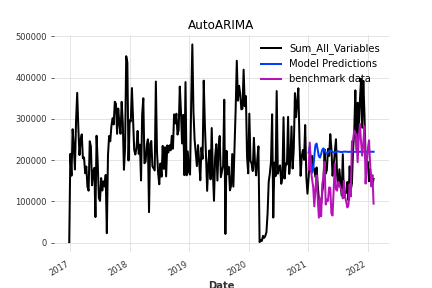 AutoARIMA
500000
400000
300000
200000
100000
0
Sum_All_Variables
Model Predictions
benchmark data
2017
2018
2019
2020
2021
2022
Date